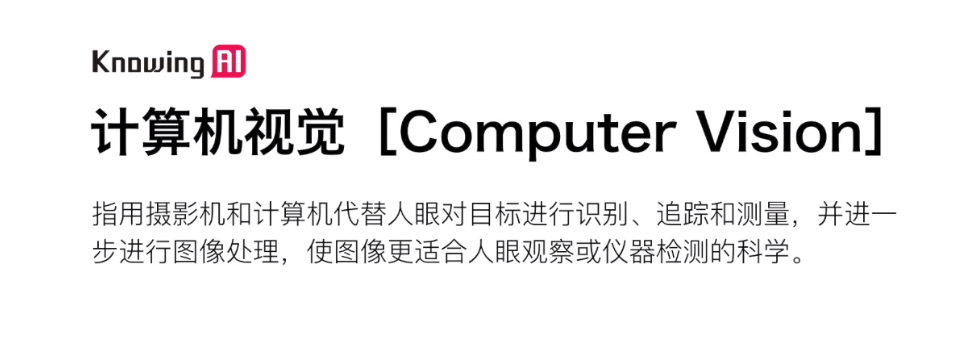 Knowing AI
计算机视觉［Computer Vision］
指用摄影机和计算机代替人眼对目标进行识别、追踪和测量，并进一
步进行图像处理，使图像更适合人眼观察或仪器检测的科学。